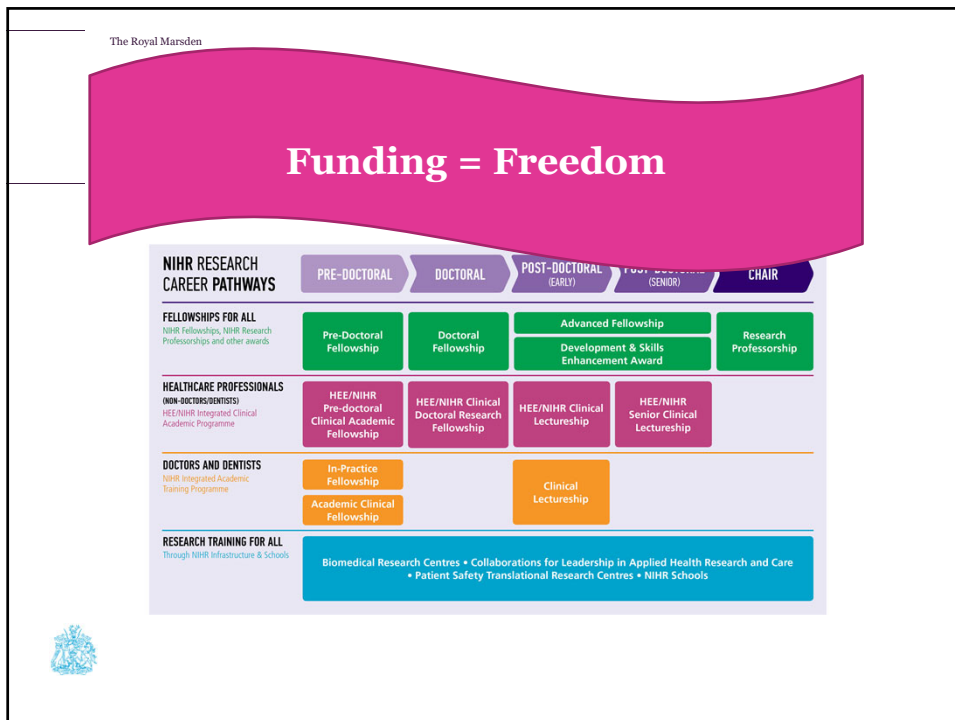 The Royal Marsden
Funding = Freedom
NIHR RESEARCH
CAREER PATHWAYS
PRE-DOCTORAL
DOCTORAL
POST-DOCTORAL
(EARLY)
POST-DOCTORAL
(SENIOR)
CHAIR
FELLOWSHIPS FOR ALL
NIHR Fellowships, NIHR Research
Professorships and other awards
Pre-Doctoral
Fellowship
Doctoral
Fellowship
Advanced Fellowship
Development & Skills
Enhancement Award
Research
Professorship
HEALTHCARE PROFESSIONALS
(NON-DOCTORS/DENTISTS)
HEE/NIHR Integrated Clinical
Academic Programme
HEE/NIHR
Pre-doctoral
Clinical Academic
Fellowship
HEE/NIHR Clinical
Doctoral Research
Fellowship
HEE/NIHR Clinical
Lectureship
HEE/NIHR
Senior Clinical
Lectureship
DOCTORS AND DENTISTS
NIHR Integrated Academic
Training Programme
In-Practice
Fellowship
Academic Clinical
Fellowship
Clinical
Lectureship
RESEARCH TRAINING FOR ALL
Through NIHR Infrastructure & Schools
Biomedical Research Centres • Collaborations for Leadership in Applied Health Research and Care
• Patient Safety Translational Research Centres • NIHR Schools